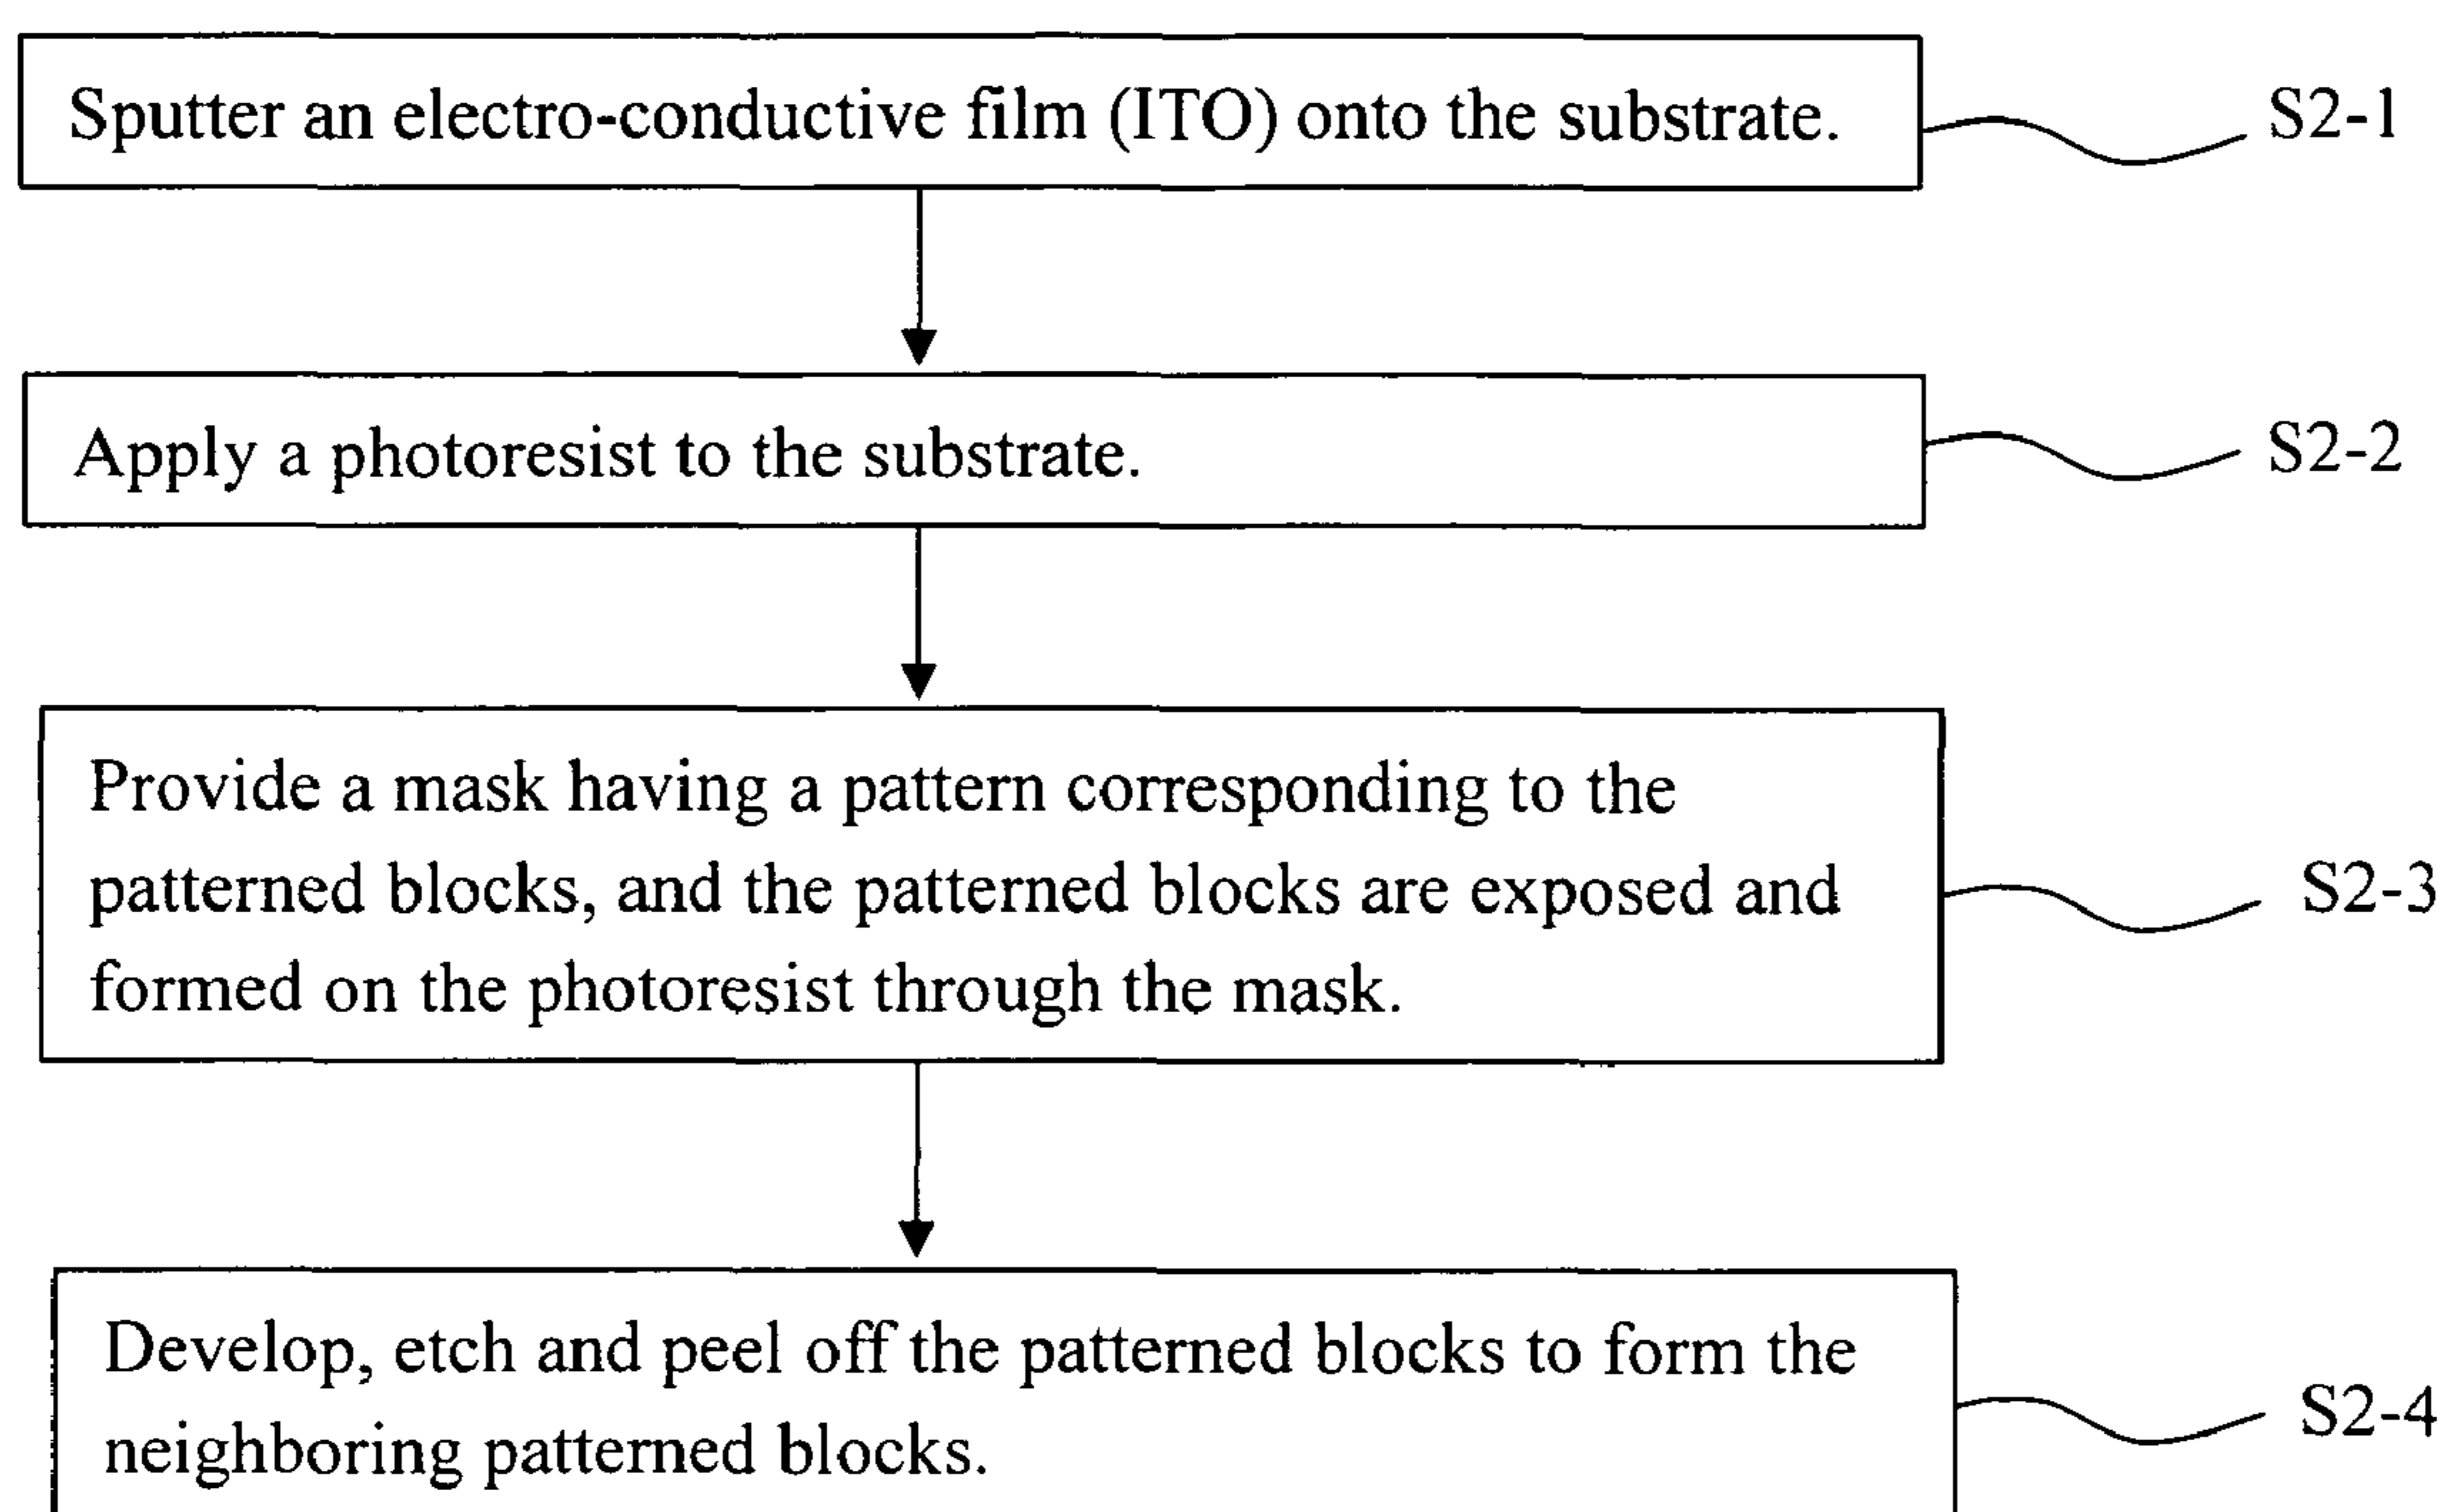 Sputter an electro-conductive film (ITO) onto the substrate.
S2-1
Apply a photoresist to the substrate.
S2-2
Provide a mask having a pattern corresponding to the
patterned blocks, and the patterned blocks are exposed and
formed on the photoresist through the mask.
S2-3
Develop, etch and peel off the patterned blocks to form the
neighboring patterned blocks.
S2-4